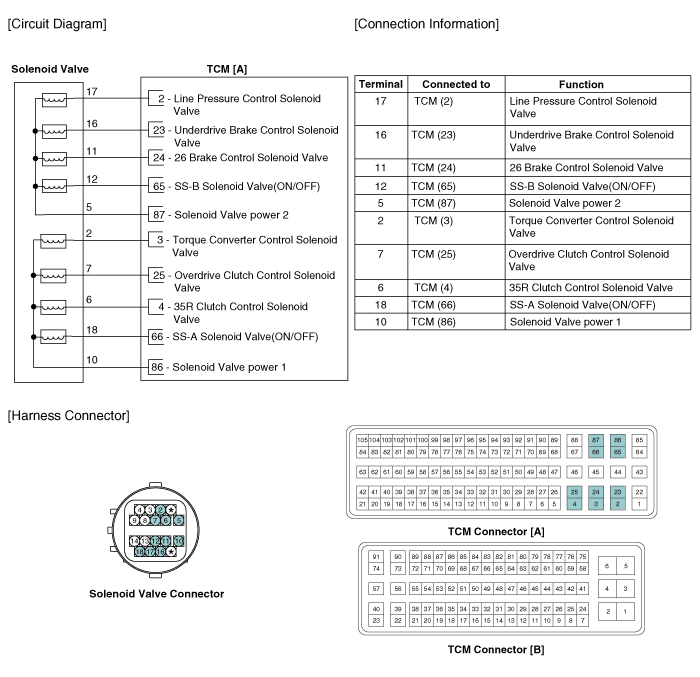 [Circuit Diagram]
Solenoid Valve
TCM [A]
17
2 - Line Pressure Control Solenoid
Valve
16
23 - Underdrive Brake Control Solenoid
Valve
11
24 - 26 Brake Control Solenoid Valve
12
65 - SS-B Solenoid Valve(ON/OFF)
5
87 - Solenoid Valve power 2
2
3 - Torque Converter Control Solenoid
Valve
7
25 - Overdrive Clutch Control Solenoid
Valve
6
4 - 35R Clutch Control Solenoid
Valve
18
66 - SS-A Solenoid Valve(ON/OFF)
10
86 - Solenoid Valve power 1
[Connection Information]
Terminal Connected to Function
17 TCM (2) Line Pressure Control Solenoid
Valve
16 TCM (23) Underdrive Brake Control Solenoid
Valve
11 TCM (24) 26 Brake Control Solenoid Valve
12 TCM (65) SS-B Solenoid Valve(ON/OFF)
5 TCM (87) Solenoid Valve power 2
2 TCM (3) Torque Converter Control Solenoid
Valve
7 TCM (25) Overdrive Clutch Control Solenoid
Valve
6 TCM (4) 35R Clutch Control Solenoid Valve
18 TCM (66) SS-A Solenoid Valve(ON/OFF)
10 TCM (86) Solenoid Valve power 1
[Harness Connector]
4 3 2 *
9 8 7 6 5
14 13 12 11 10
18 17 16 *
Solenoid Valve Connector
105 104 103 102 101 100 99 98 97 96 95 94 93 92 91 90 89 88 87 86 85
84 83 82 81 80 79 78 77 76 75 74 73 72 71 70 69 68 67 66 65 64
63 62 61 60 59 58 57 56 55 54 53 52 51 50 49 48 47 46 45 44 43
42 41 40 39 38 37 36 35 34 33 32 31 30 29 28 27 26 25 24 23 22
21 20 19 18 17 16 15 14 13 12 11 10 9 8 7 6 5 4 3 2 1
TCM Connector [A]
91 90 89 88 87 86 85 84 83 82 81 80 79 78 77 76 75
74 73 72 71 70 69 68 67 66 65 64 63 62 61 60 59 58
6 5
57 56 55 54 53 52 51 50 49 48 47 46 45 44 43 42 41
4 3
40 39 38 37 36 35 34 33 32 31 30 29 28 27 26 25 24
23 22 21 20 19 18 17 16 15 14 13 12 11 10 9 8 7
2 1
TCM Connector [B]